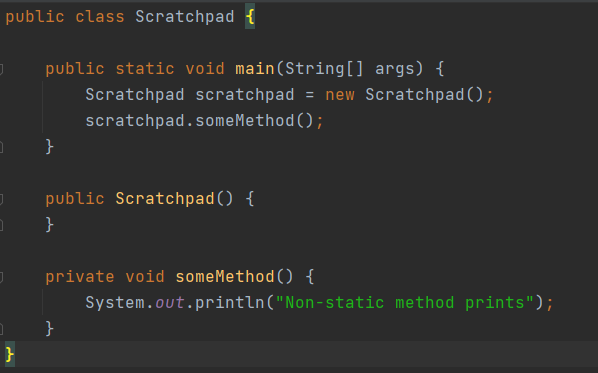 public class Scratchpad {
public static void main(String[] args) {
Scratchpad scratchpad = new Scratchpad();
scratchpad.someMethod();
}
public Scratchpad() {
}
private void someMethod() {
System.out.println("Non-static method prints");
}
}